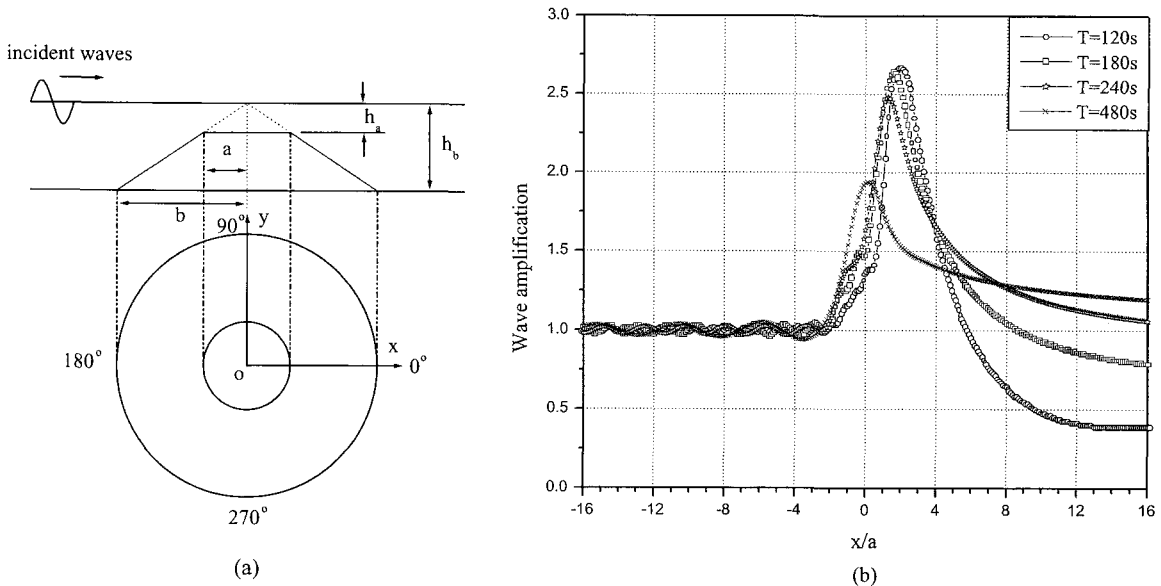 incident waves
hₐ
h_b
a
b
90°
y
180°
x
0°
o
270°
(a)
3.0
2.5
2.0
1.5
1.0
0.5
0.0
Wave amplification
-16
-12
-8
-4
0
4
8
12
16
x/a
T=120s
T=180s
T=240s
T=480s
(b)